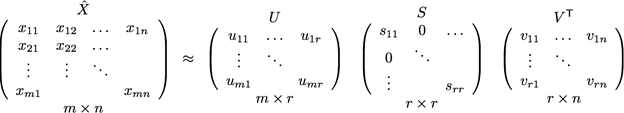 X̂ U S Vᵀ
( x₁₁ x₁₂ … x₁ₙ ) ( u₁₁ … u₁ᵣ ) ( s₁₁ 0 … ) ( v₁₁ … v₁ₙ )
( x₂₁ x₂₂ … ) ≈ ( ⋮ ⋱ ) ( 0 ⋱ ) ( ⋮ ⋱ )
( ⋮ ⋮ ⋱ ) ( uₘ₁ uₘᵣ ) ( ⋮ sᵣᵣ ) ( vᵣ₁ vᵣₙ )
( xₘ₁ xₘₙ )
m × n m × r r × r r × n